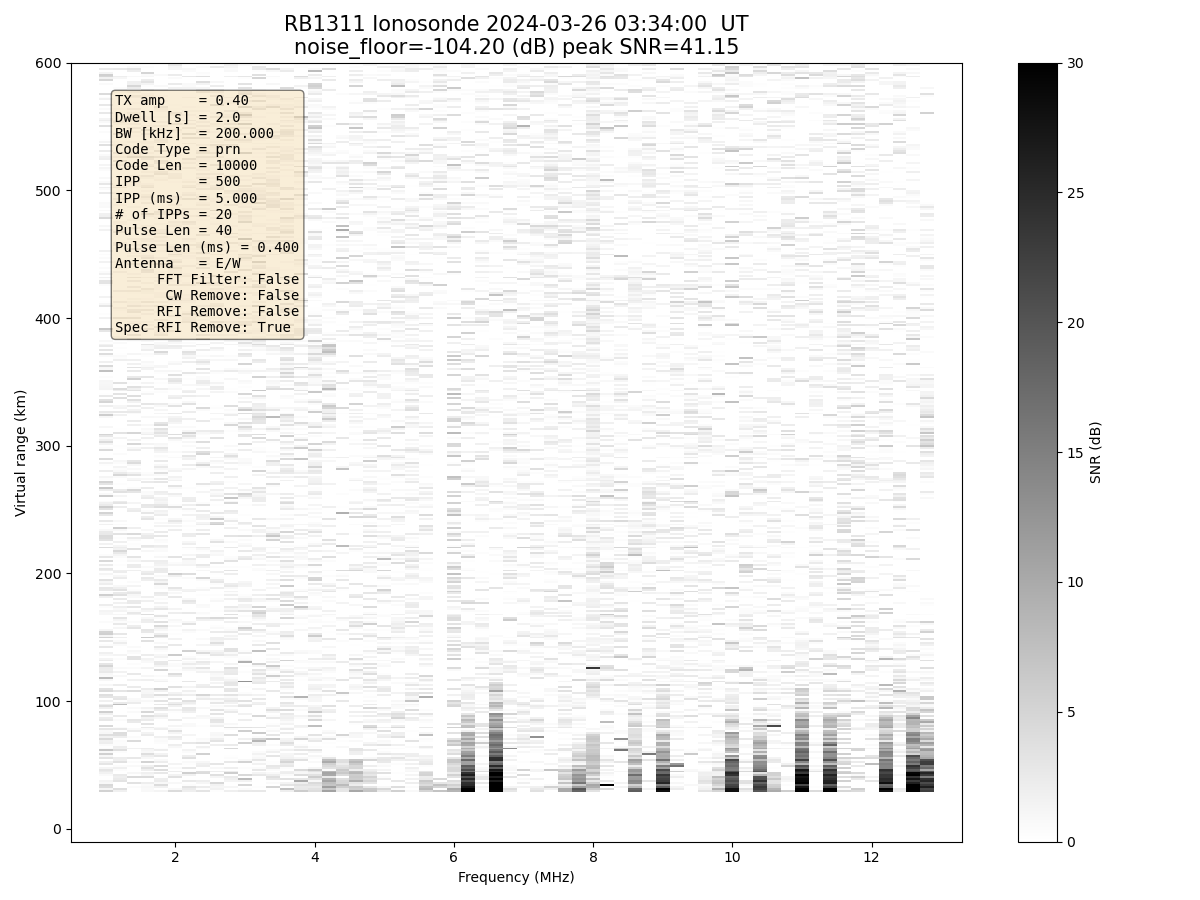 RB1311 Ionosonde 2024-03-26 03:34:00  UT
noise_floor=-104.20 (dB) peak SNR=41.15
600
500
400
300
200
100
0
Virtual range (km)
TX amp    = 0.40
Dwell [s] = 2.0
BW [kHz]  = 200.000
Code Type = prn
Code Len  = 10000
IPP       = 500
IPP (ms)  = 5.000
# of IPPs = 20
Pulse Len = 40
Pulse Len (ms) = 0.400
Antenna   = E/W
FFT Filter: False
CW Remove: False
RFI Remove: False
Spec RFI Remove: True
2 4 6 8 10 12
Frequency (MHz)
30
25
20
15
10
5
0
SNR (dB)